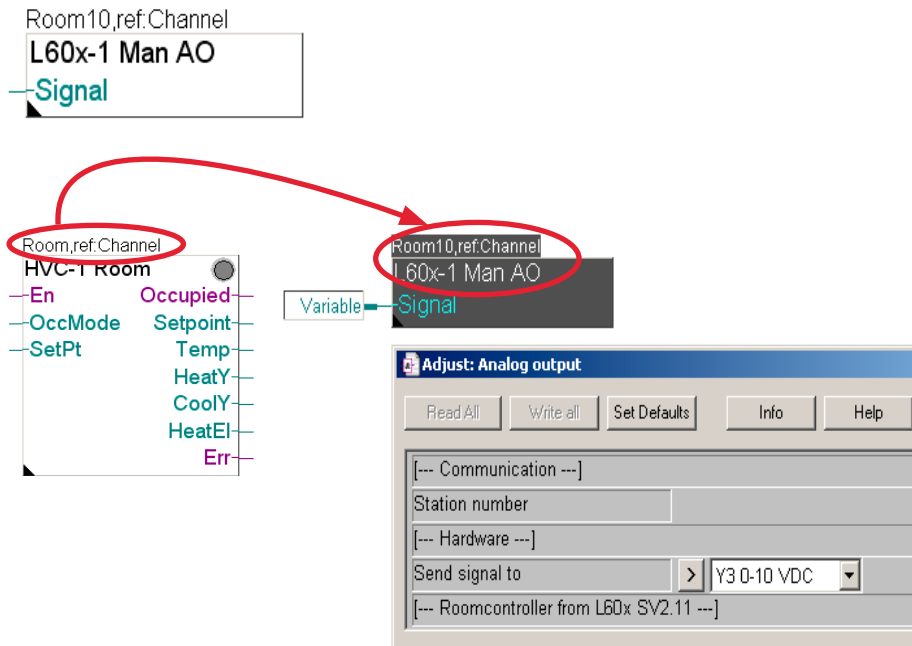 Room10,ref:Channel
L60x-1 Man AO
Signal
Room,ref:Channel
HVC-1 Room
En Occupied
OccMode Setpoint
SetPt Temp
HeatY
CoolY
HeatEl
Err
Room10,ref:Channel
L60x-1 Man AO
Variable Signal
Adjust: Analog output
Read All Write all Set Defaults Info Help
[--- Communication ---]
Station number
[--- Hardware ---]
Send signal to > Y3 0-10 VDC
[--- Roomcontroller from L60x SV2.11 ---]